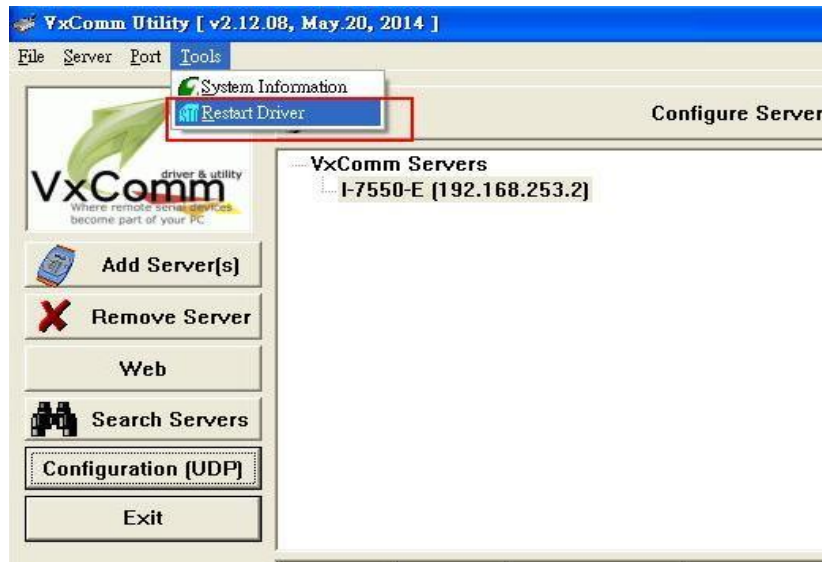 VxComm Utility [ v2.12.08, May.20, 2014 ]
File Server Port Tools
System Information
Restart Driver
Configure Server
VxComm
driver & utility
Where remote serial devices
become part of your PC
VxComm Servers
I-7550-E (192.168.253.2)
Add Server(s)
Remove Server
Web
Search Servers
Configuration (UDP)
Exit